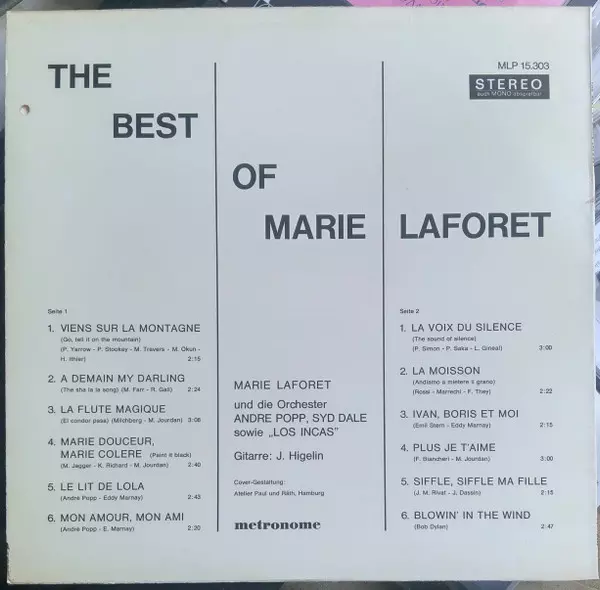 MLP 15.303
STEREO
auch MONO abspielbar
THE
BEST
OF
MARIE LAFORET
Seite 1
1. VIENS SUR LA MONTAGNE
(Go, tell it on the mountain)
(P. Yarrow - P. Stookey - M. Travers - M. Okun -
H. Ithier) 2:15
2. A DEMAIN MY DARLING
(The sha la la song) (M. Farr - R. Gall) 2:24
3. LA FLUTE MAGIQUE
(El condor pasa) (Milchberg - M. Jourdan) 3:06
4. MARIE DOUCEUR,
MARIE COLERE (Paint it black)
(M. Jagger - K. Richard - M. Jourdan) 2:40
5. LE LIT DE LOLA
(Andre Popp - Eddy Marnay) 2:43
6. MON AMOUR, MON AMI
(Andre Popp - E. Marnay) 2:20
MARIE LAFORET
und die Orchester
ANDRE POPP, SYD DALE
sowie „LOS INCAS"
Gitarre: J. Higelin
Cover-Gestaltung:
Atelier Paul und Räth, Hamburg
metronome
Seite 2
1. LA VOIX DU SILENCE
(The sound of silence)
(P. Simon - P. Saka - L. Gineal) 3:00
2. LA MOISSON
(Andiamo a mietere il grano)
(Rossi - Marrechi - F. They) 2:22
3. IVAN, BORIS ET MOI
(Emil Stern - Eddy Marnay) 2:15
4. PLUS JE T'AIME
(F. Biancheri - M. Jourdan) 3:00
5. SIFFLE, SIFFLE MA FILLE
(J. M. Rivat - J. Dassin) 2:15
6. BLOWIN' IN THE WIND
(Bob Dylan) 2:47